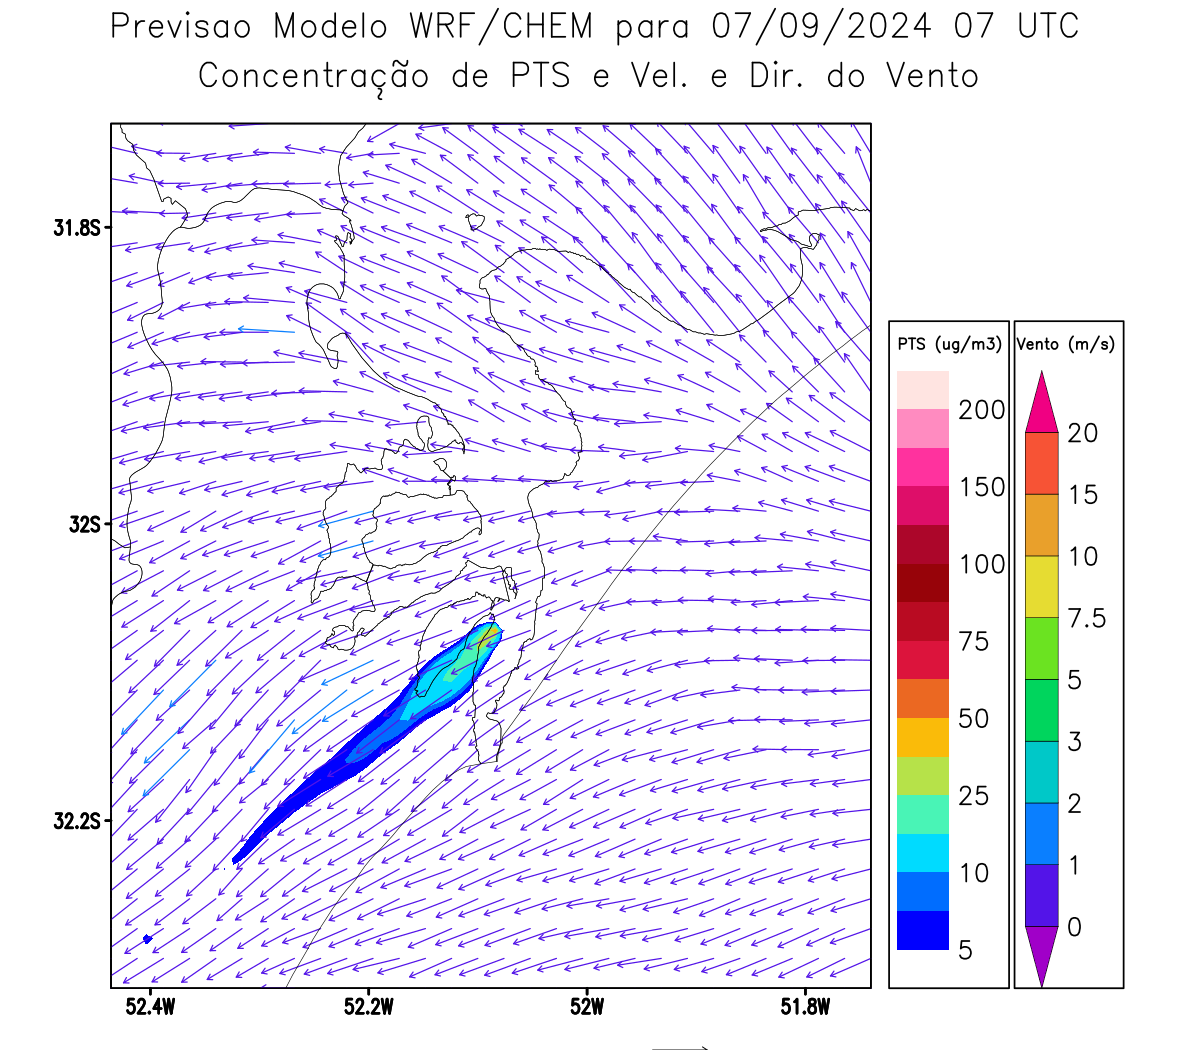 Previsao Modelo WRF/CHEM para 07/09/2024 07 UTC
Concentração de PTS e Vel. e Dir. do Vento
31.8S
32S
32.2S
52.4W 52.2W 52W 51.8W
PTS (ug/m3)
200
150
100
75
50
25
10
5
Vento (m/s)
20
15
10
7.5
5
3
2
1
0